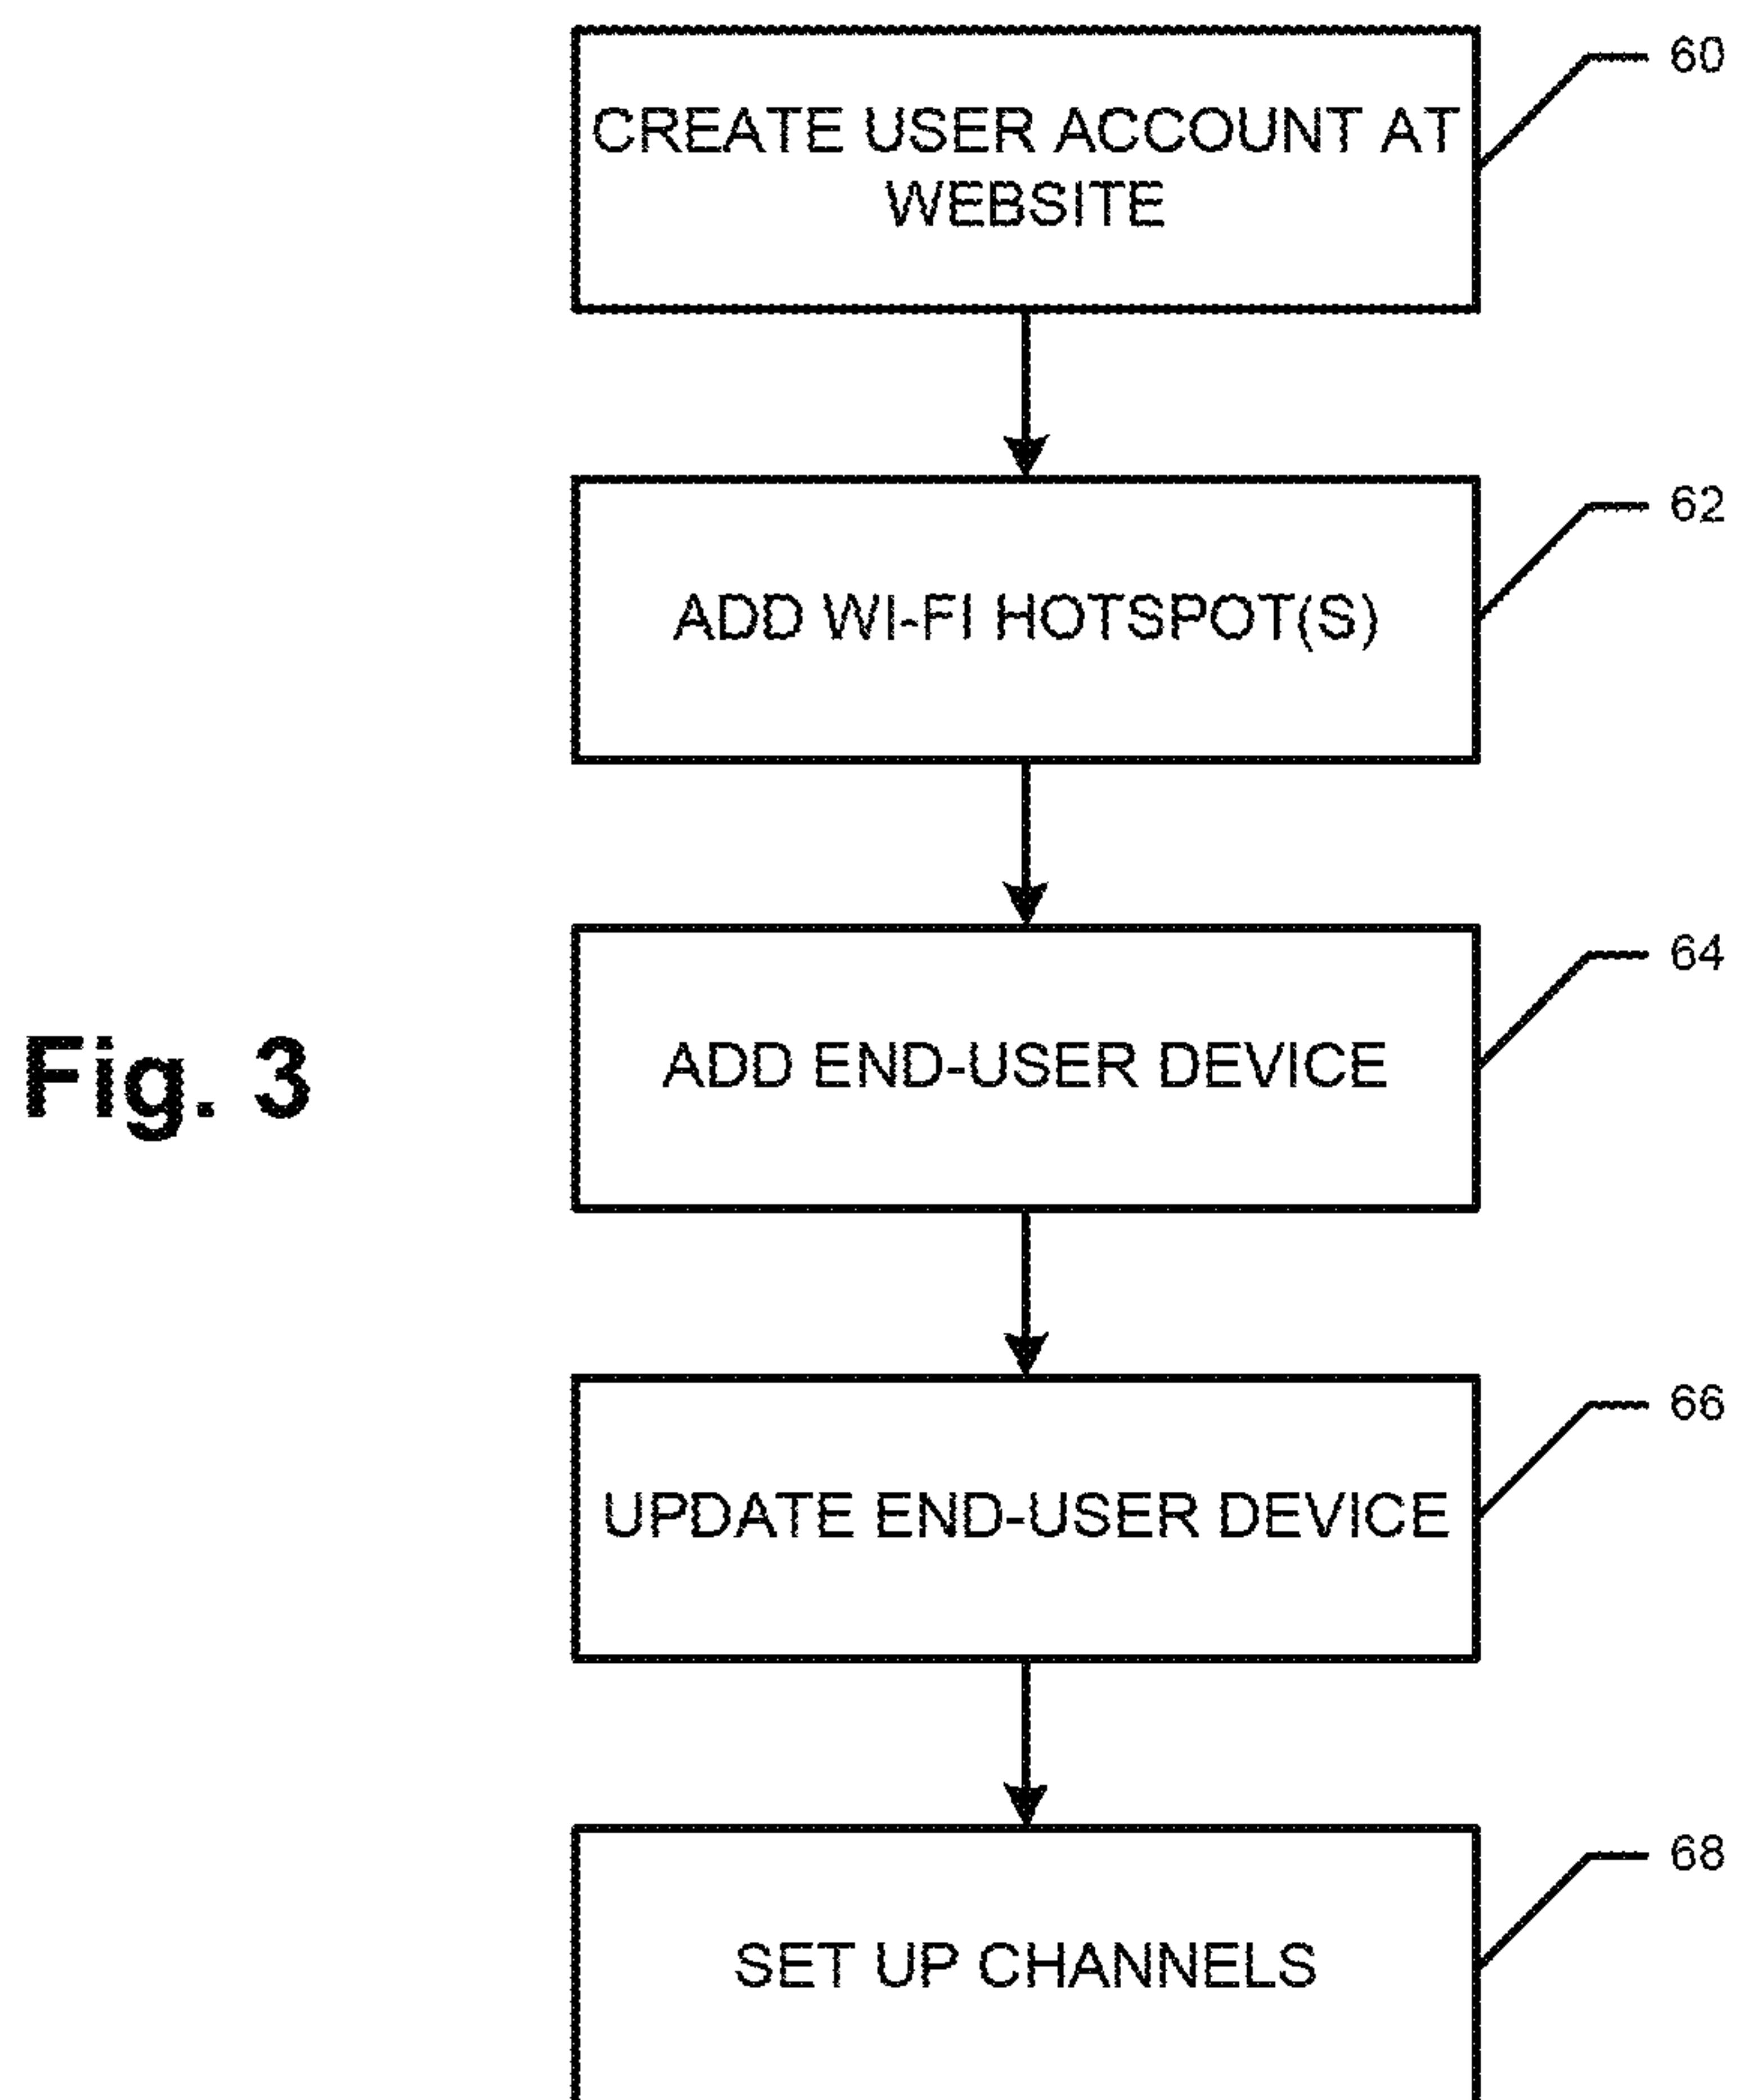 60
CREATE USER ACCOUNT AT
WEBSITE
62
ADD WI-FI HOTSPOT(S)
64
ADD END-USER DEVICE
Fig. 3
66
UPDATE END-USER DEVICE
68
SET UP CHANNELS